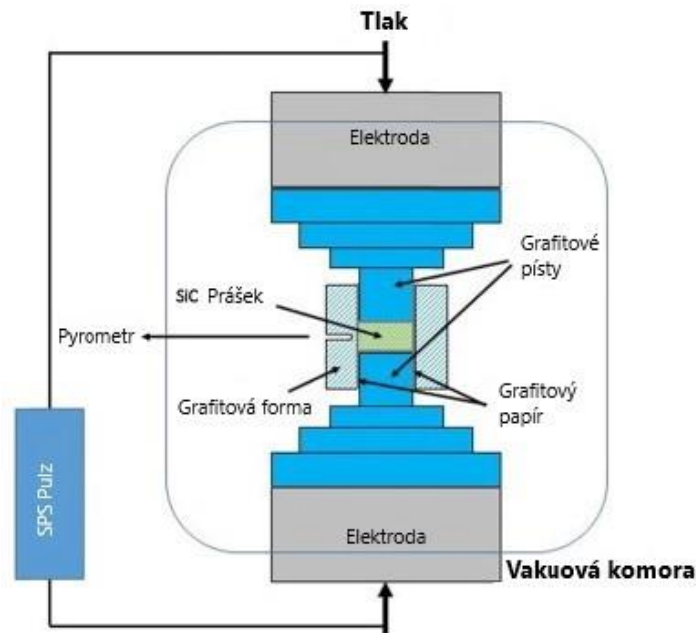 Tlak
Elektroda
Grafitové
písty
SiC Prášek
Pyrometr
Grafitová forma
Grafitový
papír
SPS Pulz
Elektroda
Vakuová komora